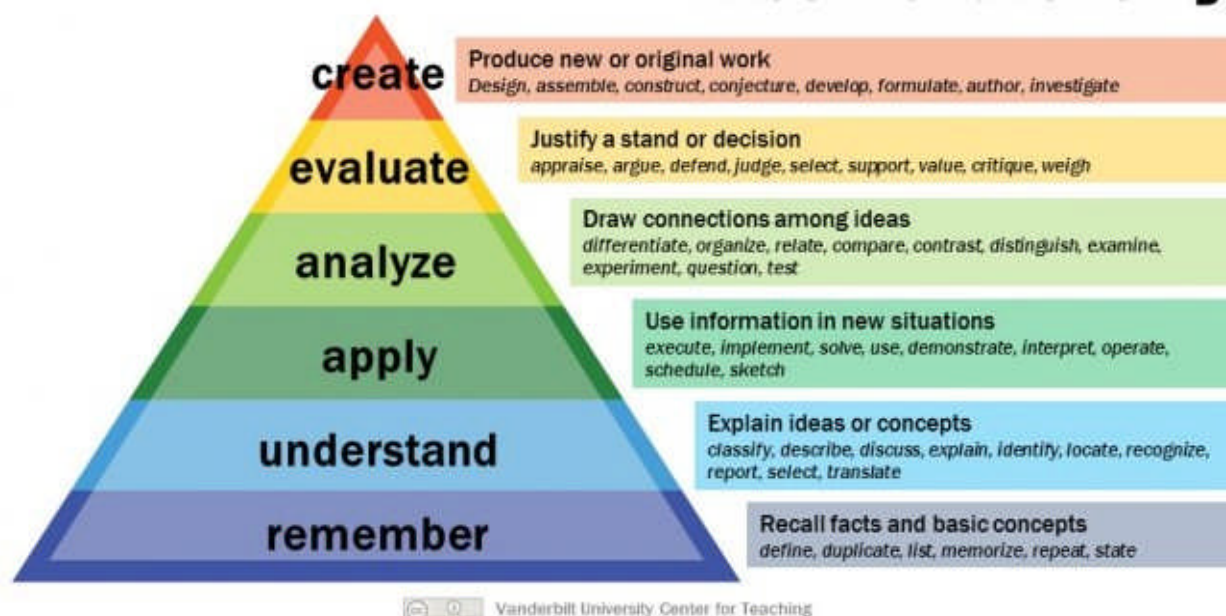 create
Produce new or original work
Design, assemble, construct, conjecture, develop, formulate, author, investigate
evaluate
Justify a stand or decision
appraise, argue, defend, judge, select, support, value, critique, weigh
analyze
Draw connections among ideas
differentiate, organize, relate, compare, contrast, distinguish, examine,
experiment, question, test
apply
Use information in new situations
execute, implement, solve, use, demonstrate, interpret, operate,
schedule, sketch
understand
Explain ideas or concepts
classify, describe, discuss, explain, identify, locate, recognize,
report, select, translate
remember
Recall facts and basic concepts
define, duplicate, list, memorize, repeat, state
Vanderbilt University Center for Teaching